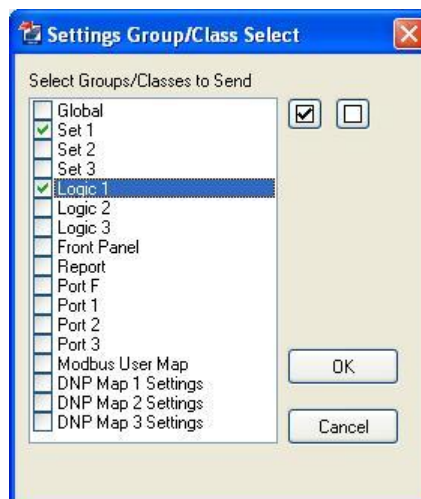 Settings Group/Class Select
Select Groups/Classes to Send
Global
Set 1
Set 2
Set 3
Logic 1
Logic 2
Logic 3
Front Panel
Report
Port F
Port 1
Port 2
Port 3
Modbus User Map
DNP Map 1 Settings
DNP Map 2 Settings
DNP Map 3 Settings
OK
Cancel